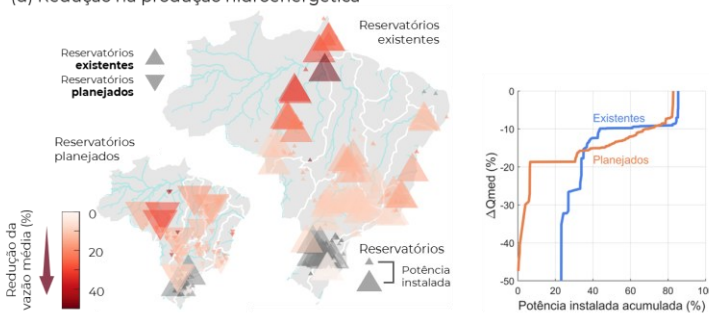 (a) Redução na produção hidroenergética
Reservatórios
existentes
Reservatórios
planejados
Reservatórios
existentes
Reservatórios
planejados
Redução da
vazão média (%)
0
20
40
Reservatórios
Potência
instalada
0
-10
-20
-30
-40
-50
ΔQmed (%)
Existentes
Planejados
0
20
40
60
80
100
Potência instalada acumulada (%)